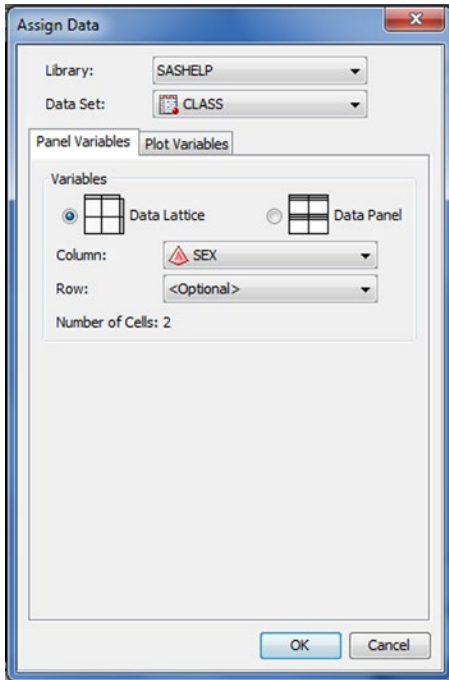 Assign Data
Library: SASHELP
Data Set: CLASS
Panel Variables Plot Variables
Variables
Data Lattice Data Panel
Column: SEX
Row: <Optional>
Number of Cells: 2
OK Cancel